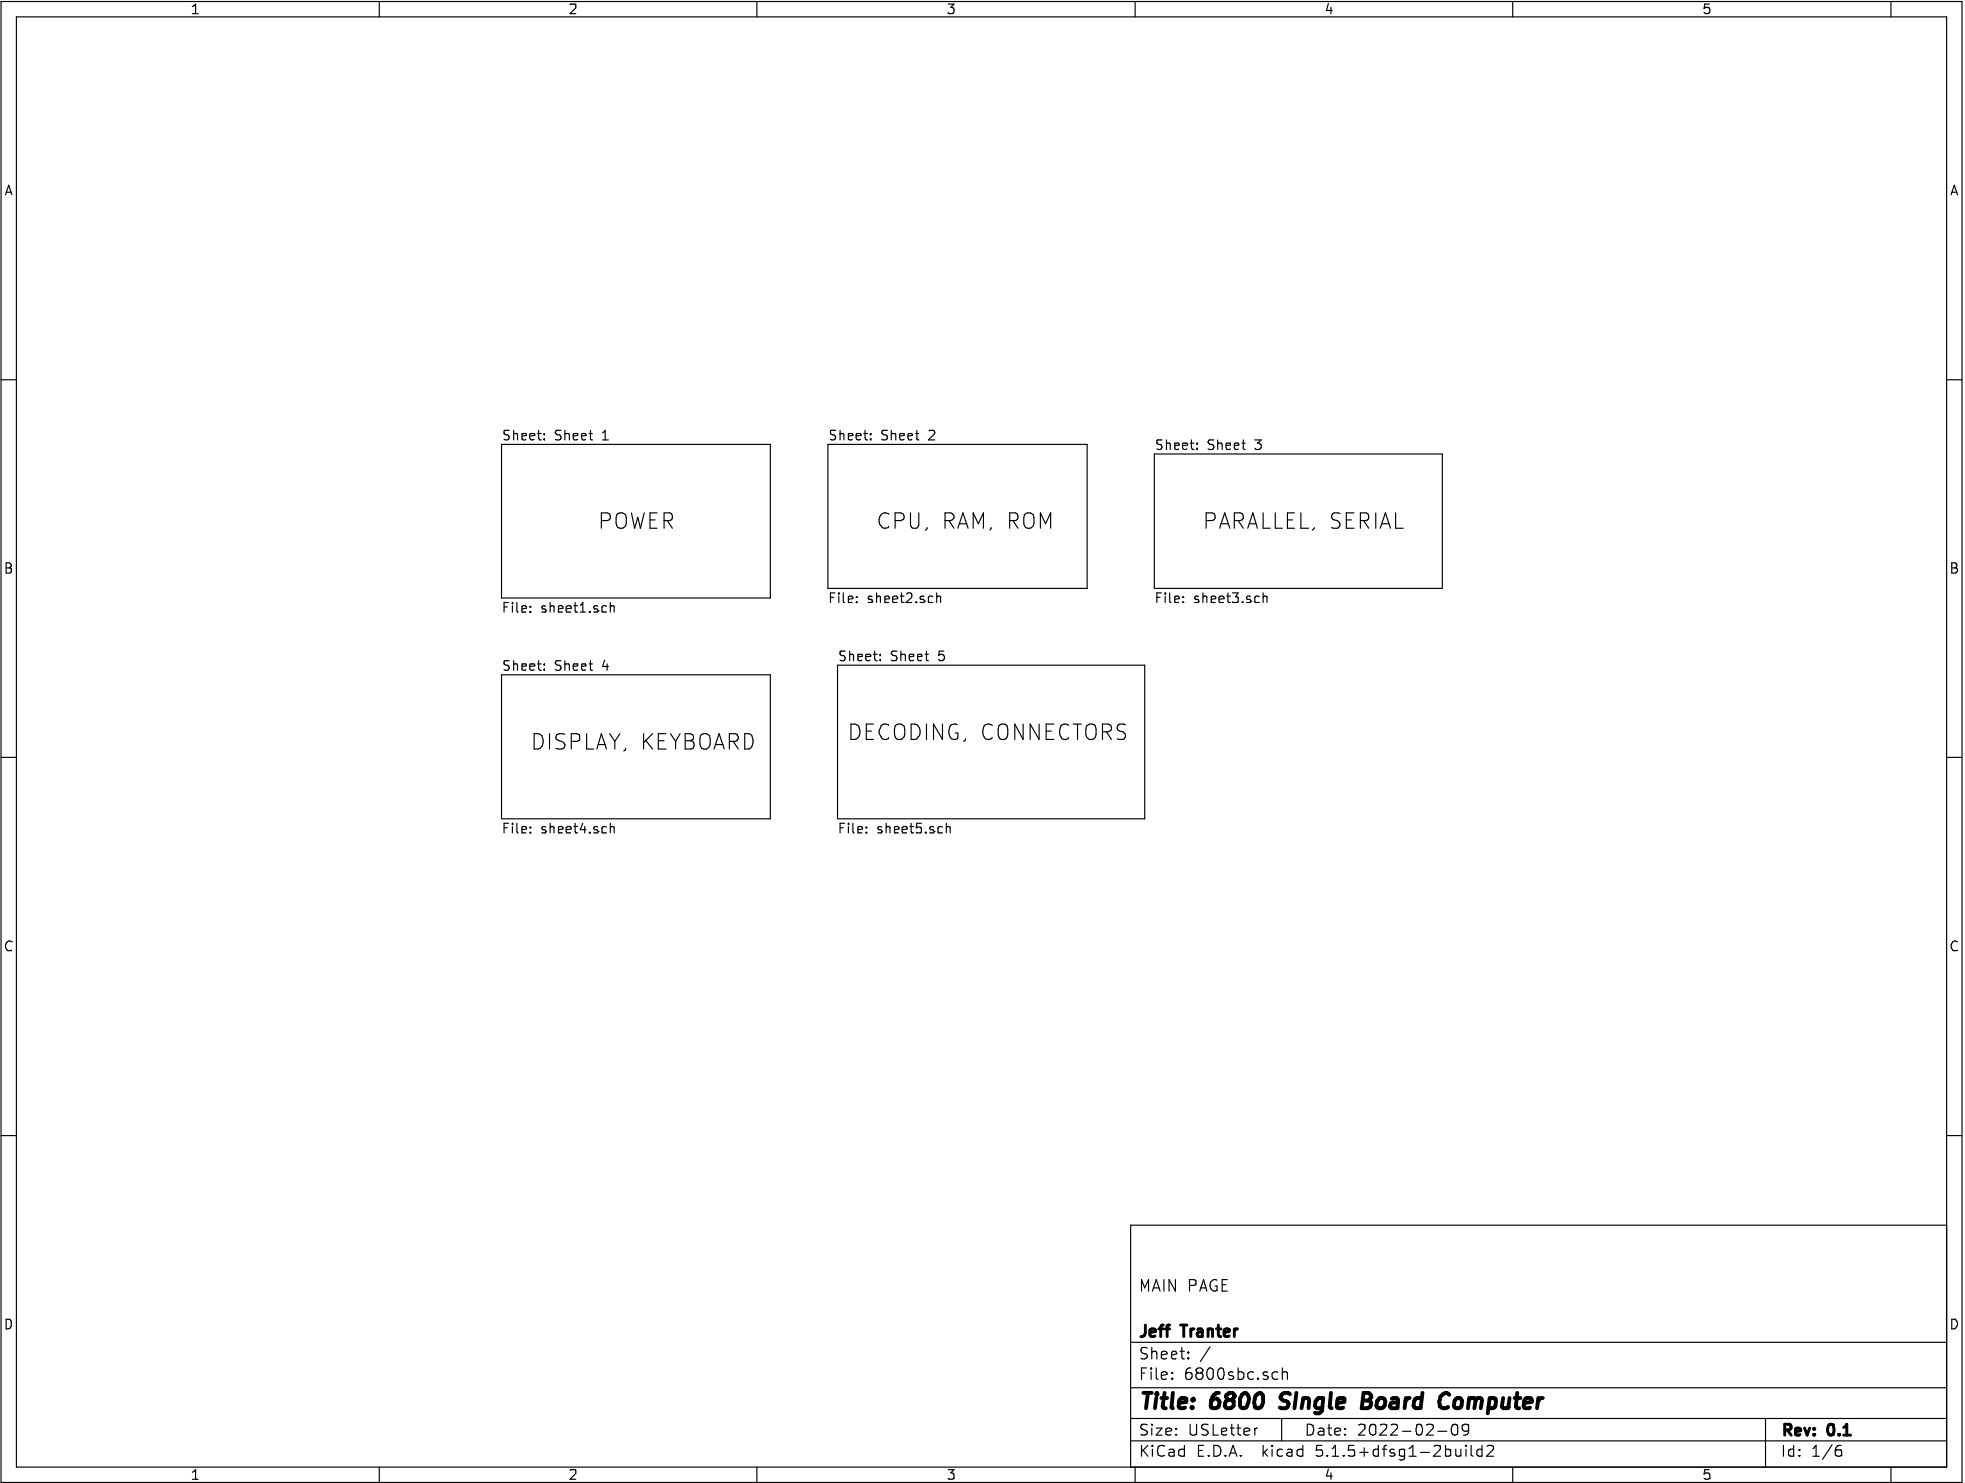 1 2 3 4 5
A A
Sheet: Sheet 1
POWER
File: sheet1.sch
Sheet: Sheet 2
CPU, RAM, ROM
File: sheet2.sch
Sheet: Sheet 3
PARALLEL, SERIAL
File: sheet3.sch
B B
Sheet: Sheet 4
DISPLAY, KEYBOARD
File: sheet4.sch
Sheet: Sheet 5
DECODING, CONNECTORS
File: sheet5.sch
C C
MAIN PAGE
D D
Jeff Tranter
Sheet: /
File: 6800sbc.sch
Title: 6800 SIngle Board Computer
Size: USLetter Date: 2022-02-09 Rev: 0.1
KiCad E.D.A. kicad 5.1.5+dfsg1-2build2 Id: 1/6
1 2 3 4 5